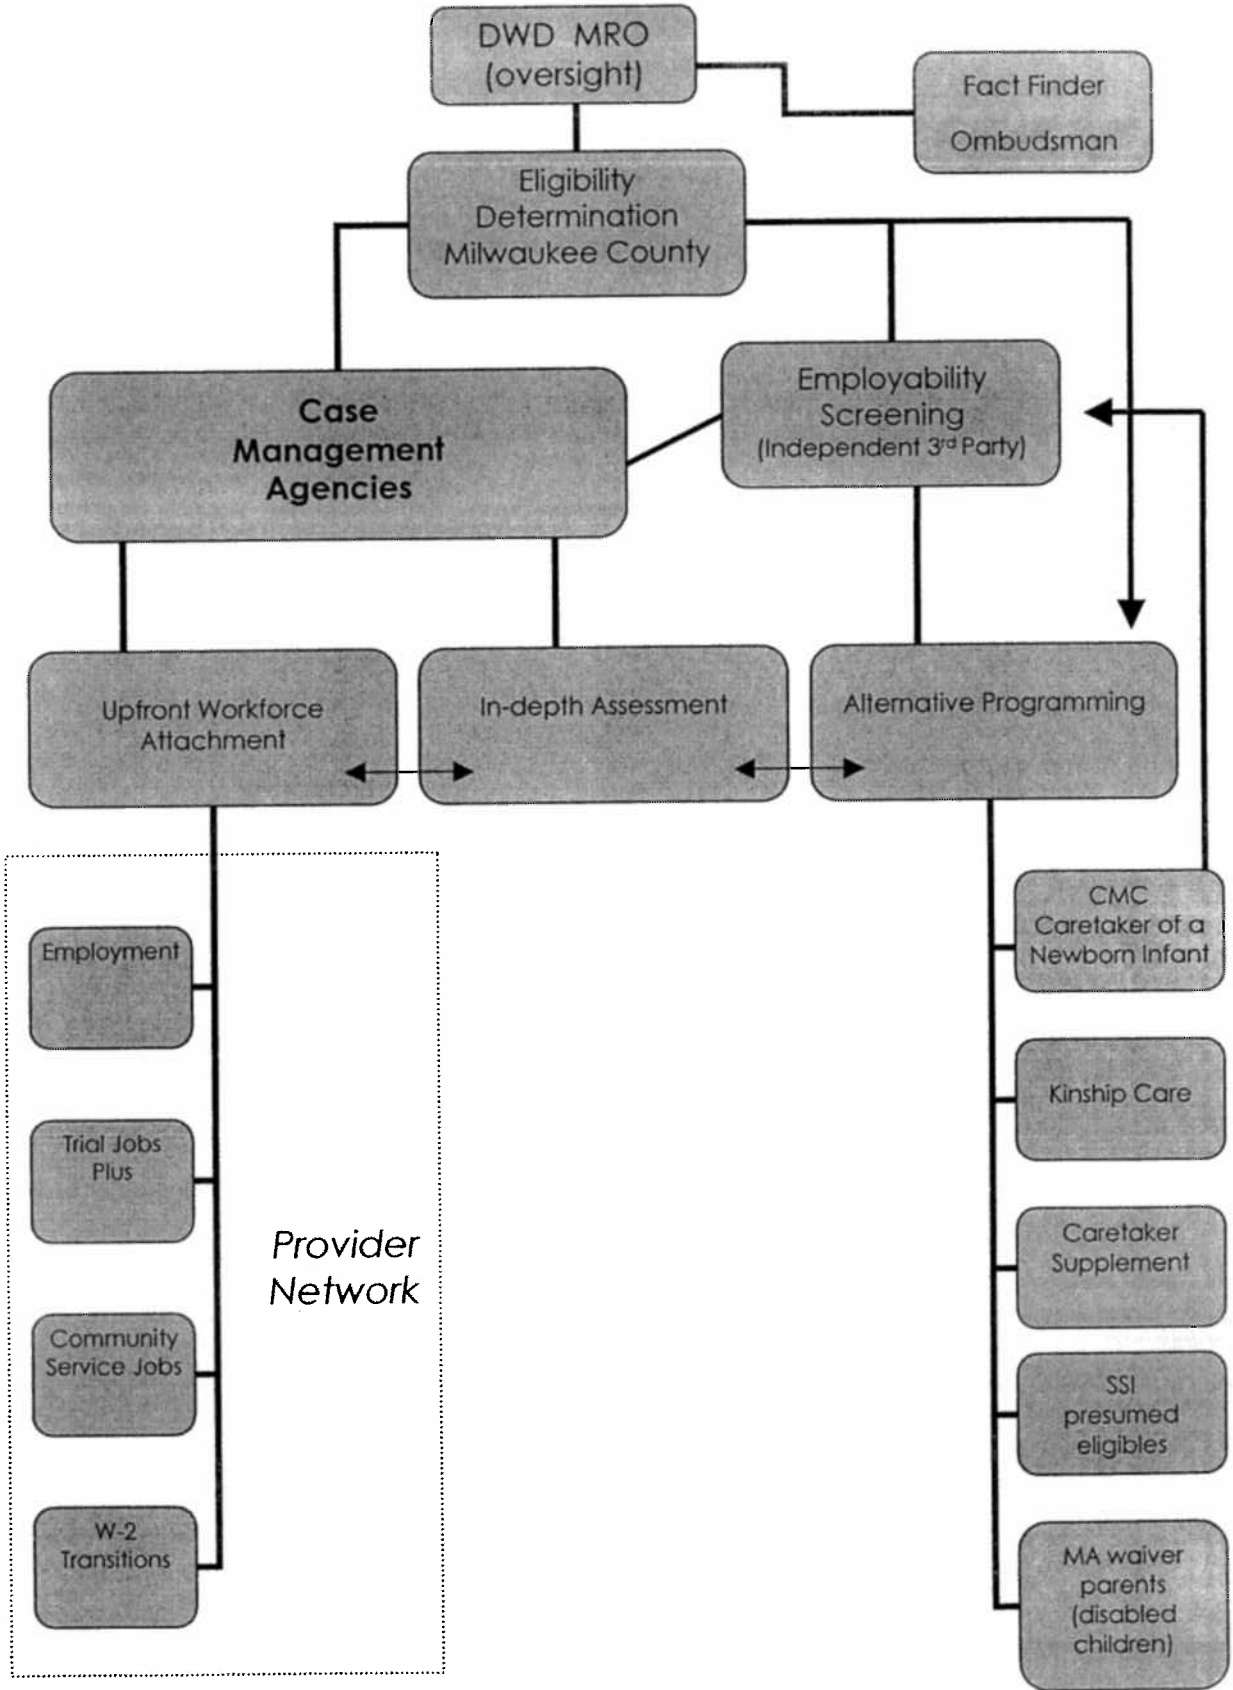 DWD MRO
(oversight)
Fact Finder
Ombudsman
Eligibility
Determination
Milwaukee County
Case
Management
Agencies
Employability
Screening
(Independent 3rd Party)
Upfront Workforce
Attachment
In-depth Assessment
Alternative Programming
Employment
Trial Jobs
Plus
Community
Service Jobs
W-2
Transitions
Provider
Network
CMC
Caretaker of a
Newborn Infant
Kinship Care
Caretaker
Supplement
SSI
presumed
eligibles
MA waiver
parents
(disabled
children)